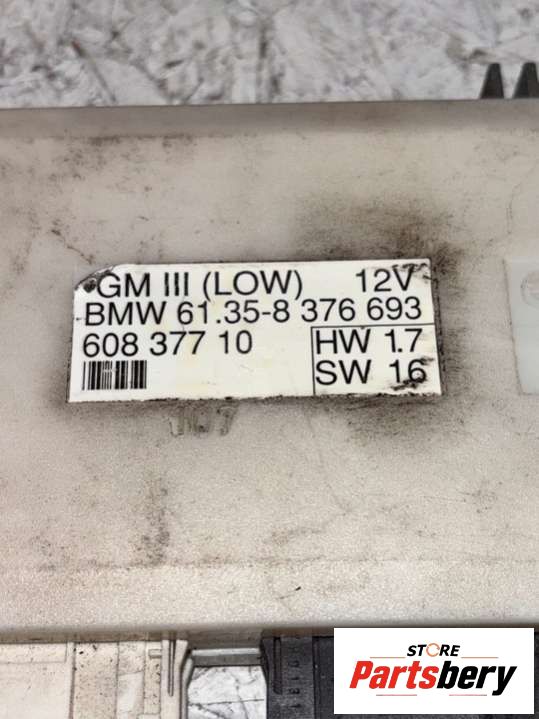 GM III (LOW) 12V
BMW 61.35-8 376 693
608 377 10
HW 1.7
SW 16
STORE
Partsbery